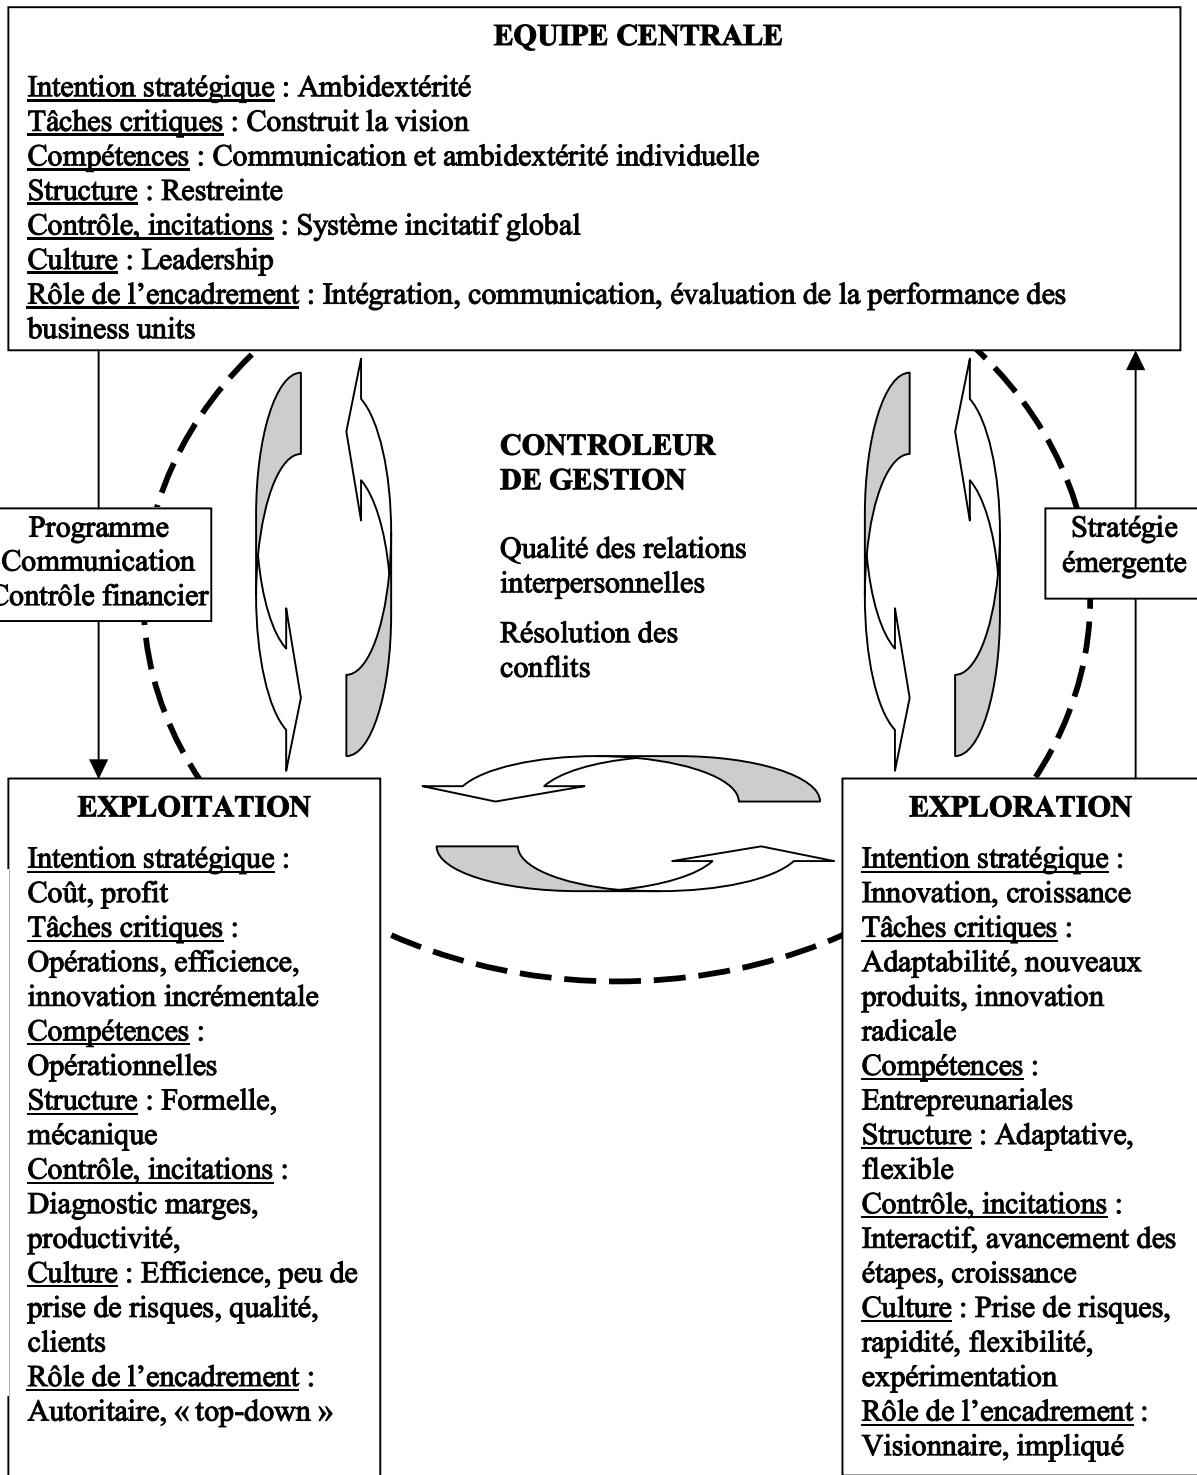 EQUIPE CENTRALE
Intention stratégique : Ambidextérité
Tâches critiques : Construit la vision
Compétences : Communication et ambidextérité individuelle
Structure : Restreinte
Contrôle, incitations : Système incitatif global
Culture : Leadership
Rôle de l’encadrement : Intégration, communication, évaluation de la performance des
business units
CONTROLEUR
DE GESTION
Qualité des relations
interpersonnelles
Résolution des
conflits
Programme
Communication
Contrôle financier
Stratégie
émergente
EXPLOITATION
Intention stratégique :
Coût, profit
Tâches critiques :
Opérations, efficience,
innovation incrémentale
Compétences :
Opérationnelles
Structure : Formelle,
mécanique
Contrôle, incitations :
Diagnostic marges,
productivité,
Culture : Efficience, peu de
prise de risques, qualité,
clients
Rôle de l’encadrement :
Autoritaire, « top-down »
EXPLORATION
Intention stratégique :
Innovation, croissance
Tâches critiques :
Adaptabilité, nouveaux
produits, innovation
radicale
Compétences :
Entrepreunariales
Structure : Adaptative,
flexible
Contrôle, incitations :
Interactif, avancement des
étapes, croissance
Culture : Prise de risques,
rapidité, flexibilité,
expérimentation
Rôle de l’encadrement :
Visionnaire, impliqué